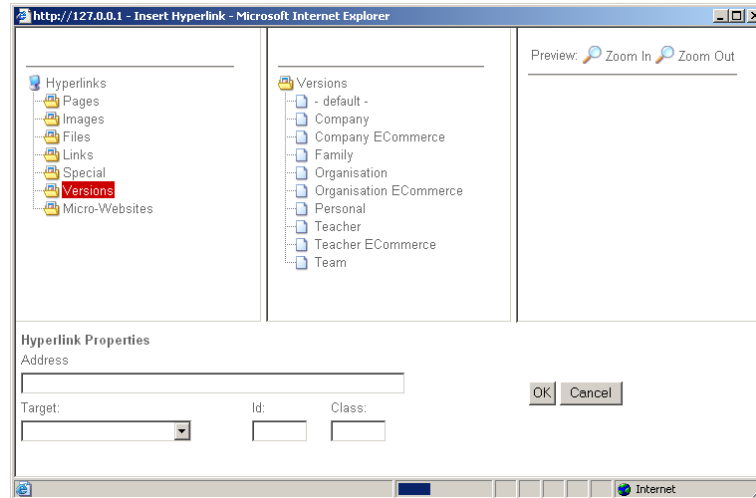 http://127.0.0.1 - Insert Hyperlink - Microsoft Internet Explorer
Hyperlinks
Pages
Images
Files
Links
Special
Versions
Micro-Websites
Versions
- default -
Company
Company ECommerce
Family
Organisation
Organisation ECommerce
Personal
Teacher
Teacher ECommerce
Team
Preview: Zoom In Zoom Out
Hyperlink Properties
Address
Target: Id: Class:
OK Cancel
Internet